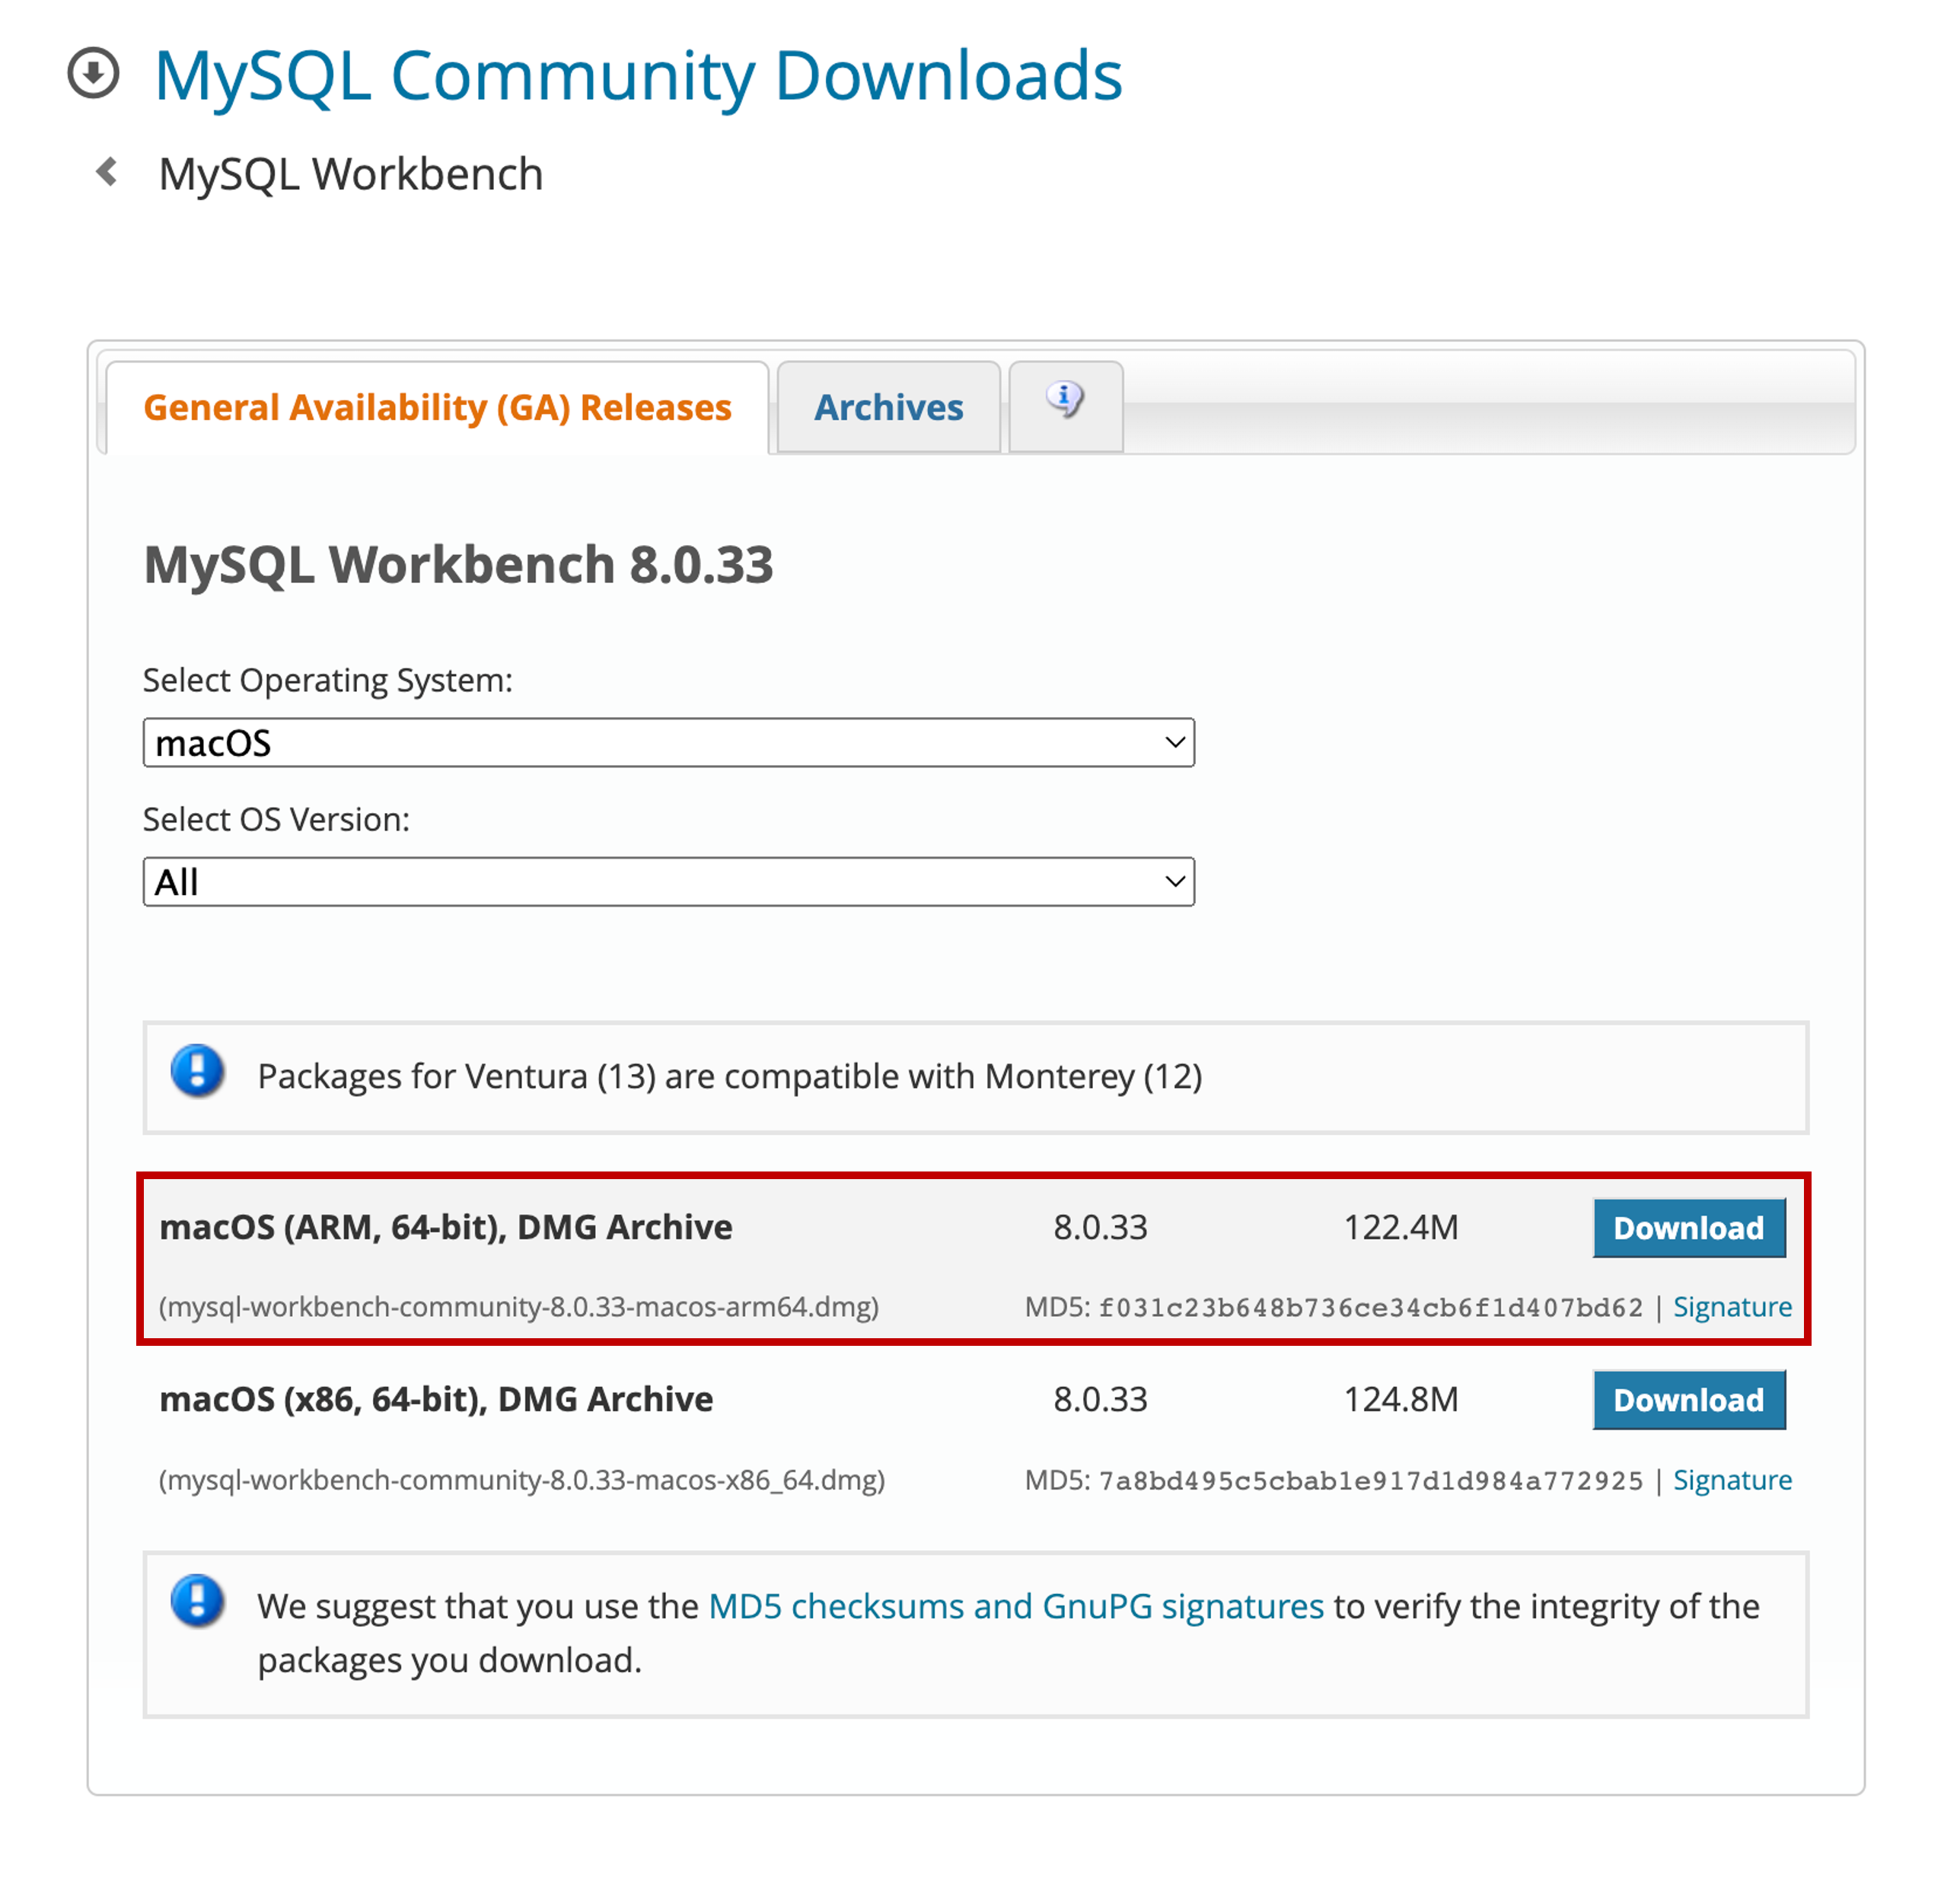 MySQL Community Downloads
MySQL Workbench
General Availability (GA) Releases Archives
MySQL Workbench 8.0.33
Select Operating System:
macOS
Select OS Version:
All
Packages for Ventura (13) are compatible with Monterey (12)
macOS (ARM, 64-bit), DMG Archive 8.0.33 122.4M Download
(mysql-workbench-community-8.0.33-macos-arm64.dmg) MD5: f031c23b648b736ce34cb6f1d407bd62 | Signature
macOS (x86, 64-bit), DMG Archive 8.0.33 124.8M Download
(mysql-workbench-community-8.0.33-macos-x86_64.dmg) MD5: 7a8bd495c5cbab1e917d1d984a772925 | Signature
We suggest that you use the MD5 checksums and GnuPG signatures to verify the integrity of the
packages you download.